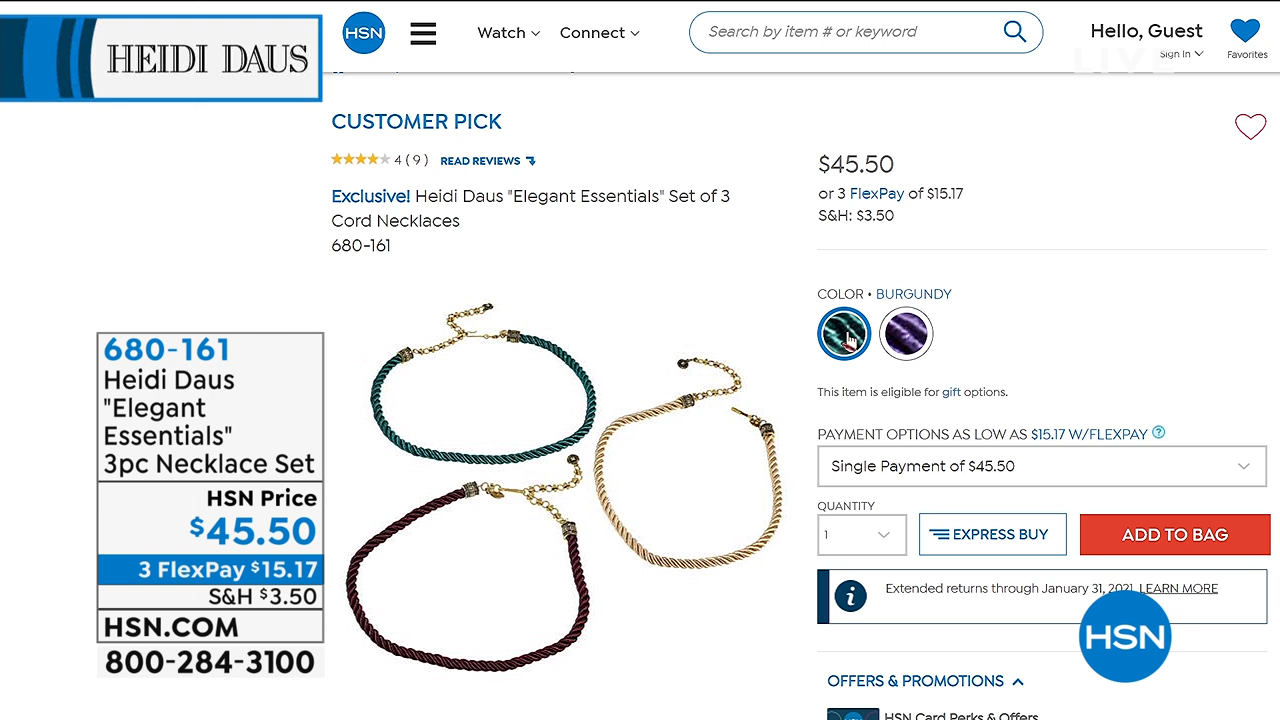 HEIDI DAUS
HSN
Watch
Connect
Search by item # or keyword
Hello, Guest
Sign In
Favorites
LIVE
CUSTOMER PICK
4 ( 9 ) READ REVIEWS
Exclusive! Heidi Daus "Elegant Essentials" Set of 3
Cord Necklaces
680-161
$45.50
or 3 FlexPay of $15.17
S&H: $3.50
COLOR • BURGUNDY
This item is eligible for gift options.
PAYMENT OPTIONS AS LOW AS $15.17 W/FLEXPAY ?
Single Payment of $45.50
QUANTITY
1
EXPRESS BUY
ADD TO BAG
i
Extended returns through January 31, 2021. LEARN MORE
HSN
OFFERS & PROMOTIONS
HSN Card Perks & Offers
680-161
Heidi Daus
"Elegant
Essentials"
3pc Necklace Set
HSN Price
$45.50
3 FlexPay $15.17
S&H $3.50
HSN.COM
800-284-3100